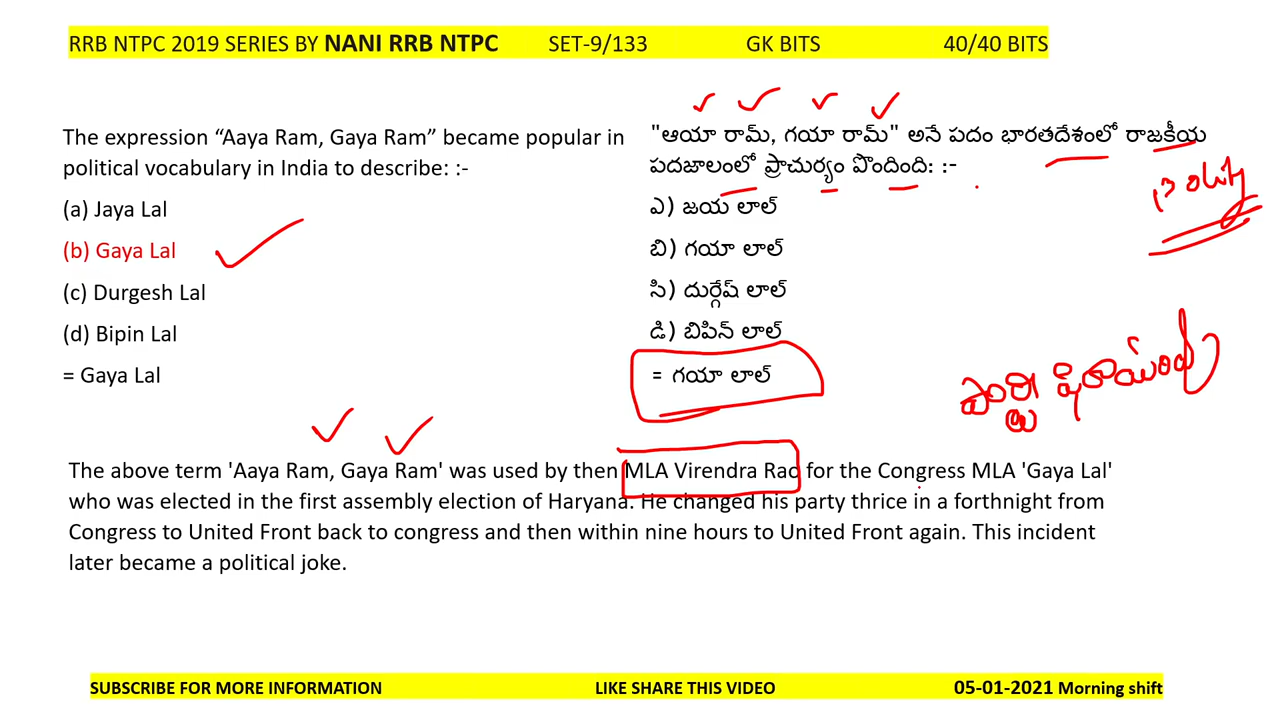 RRB NTPC 2019 SERIES BY NANI RRB NTPC SET-9/133 GK BITS 40/40 BITS
The expression “Aaya Ram, Gaya Ram” became popular in
political vocabulary in India to describe: :-
(a) Jaya Lal
(b) Gaya Lal
(c) Durgesh Lal
(d) Bipin Lal
= Gaya Lal
"ఆయా రామ్, గయా రామ్" అనే పదం భారతదేశంలో రాజకీయ
పదజాలంలో ప్రాచుర్యం పొందింది: :-
ఎ) జయ లాల్
బి) గయా లాల్
సి) దుర్గేష్ లాల్
డి) బిపిన్ లాల్
= గయా లాల్
polity
The above term 'Aaya Ram, Gaya Ram' was used by then MLA Virendra Rao for the Congress MLA 'Gaya Lal'
who was elected in the first assembly election of Haryana. He changed his party thrice in a forthnight from
Congress to United Front back to congress and then within nine hours to United Front again. This incident
later became a political joke.
SUBSCRIBE FOR MORE INFORMATION LIKE SHARE THIS VIDEO 05-01-2021 Morning shift